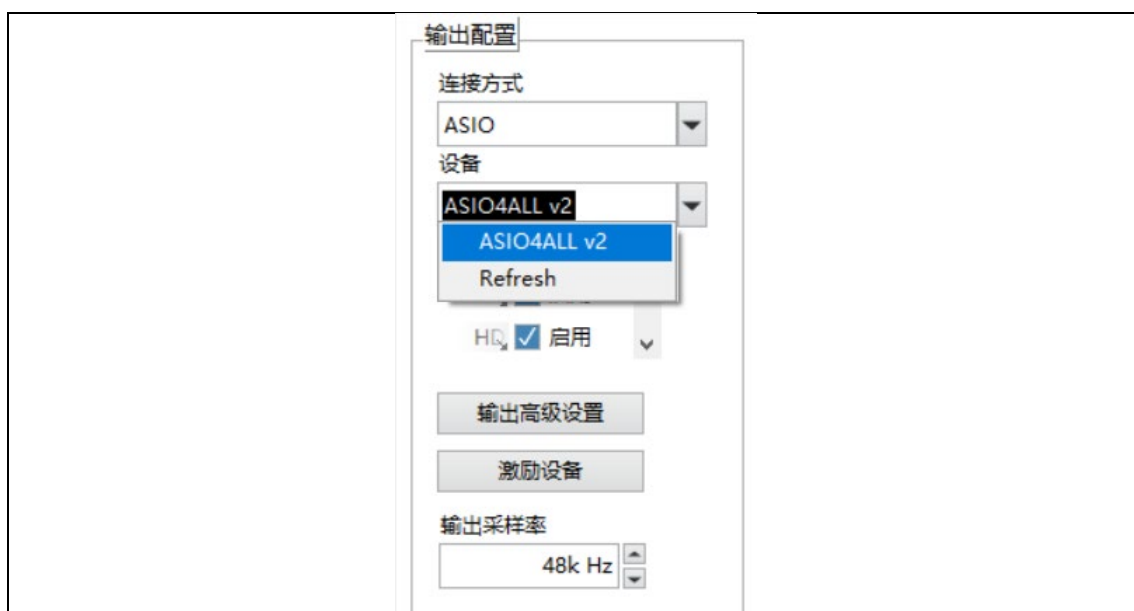 输出配置
连接方式
ASIO
设备
ASIO4ALL v2
ASIO4ALL v2
Refresh
启用
输出高级设置
激励设备
输出采样率
48k Hz